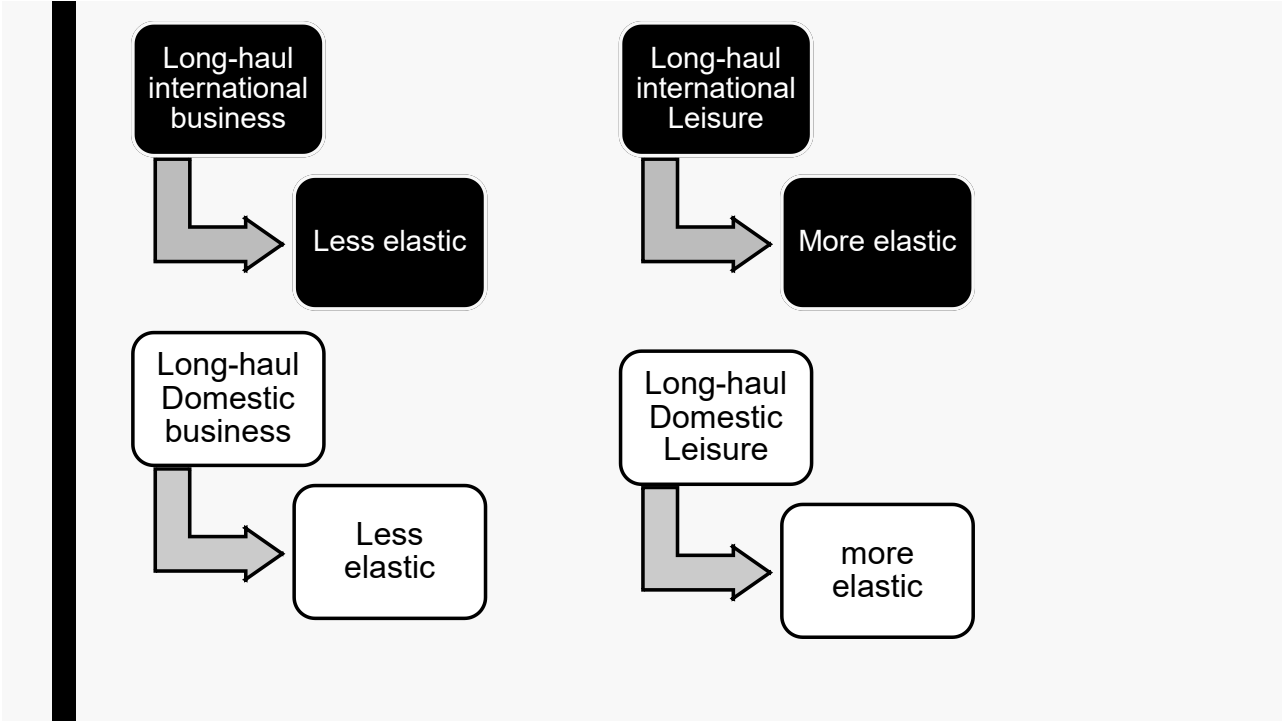 Long-haul
international
business
Less elastic
Long-haul
international
Leisure
More elastic
Long-haul
Domestic
business
Less
elastic
Long-haul
Domestic
Leisure
more
elastic